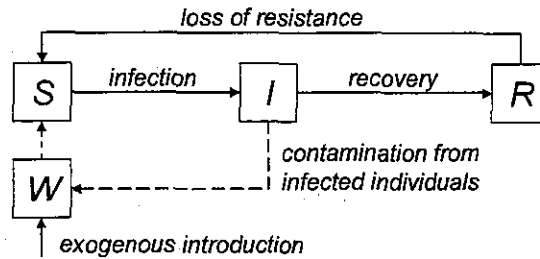 loss of resistance
S
infection
I
recovery
R
contamination from
infected individuals
W
exogenous introduction